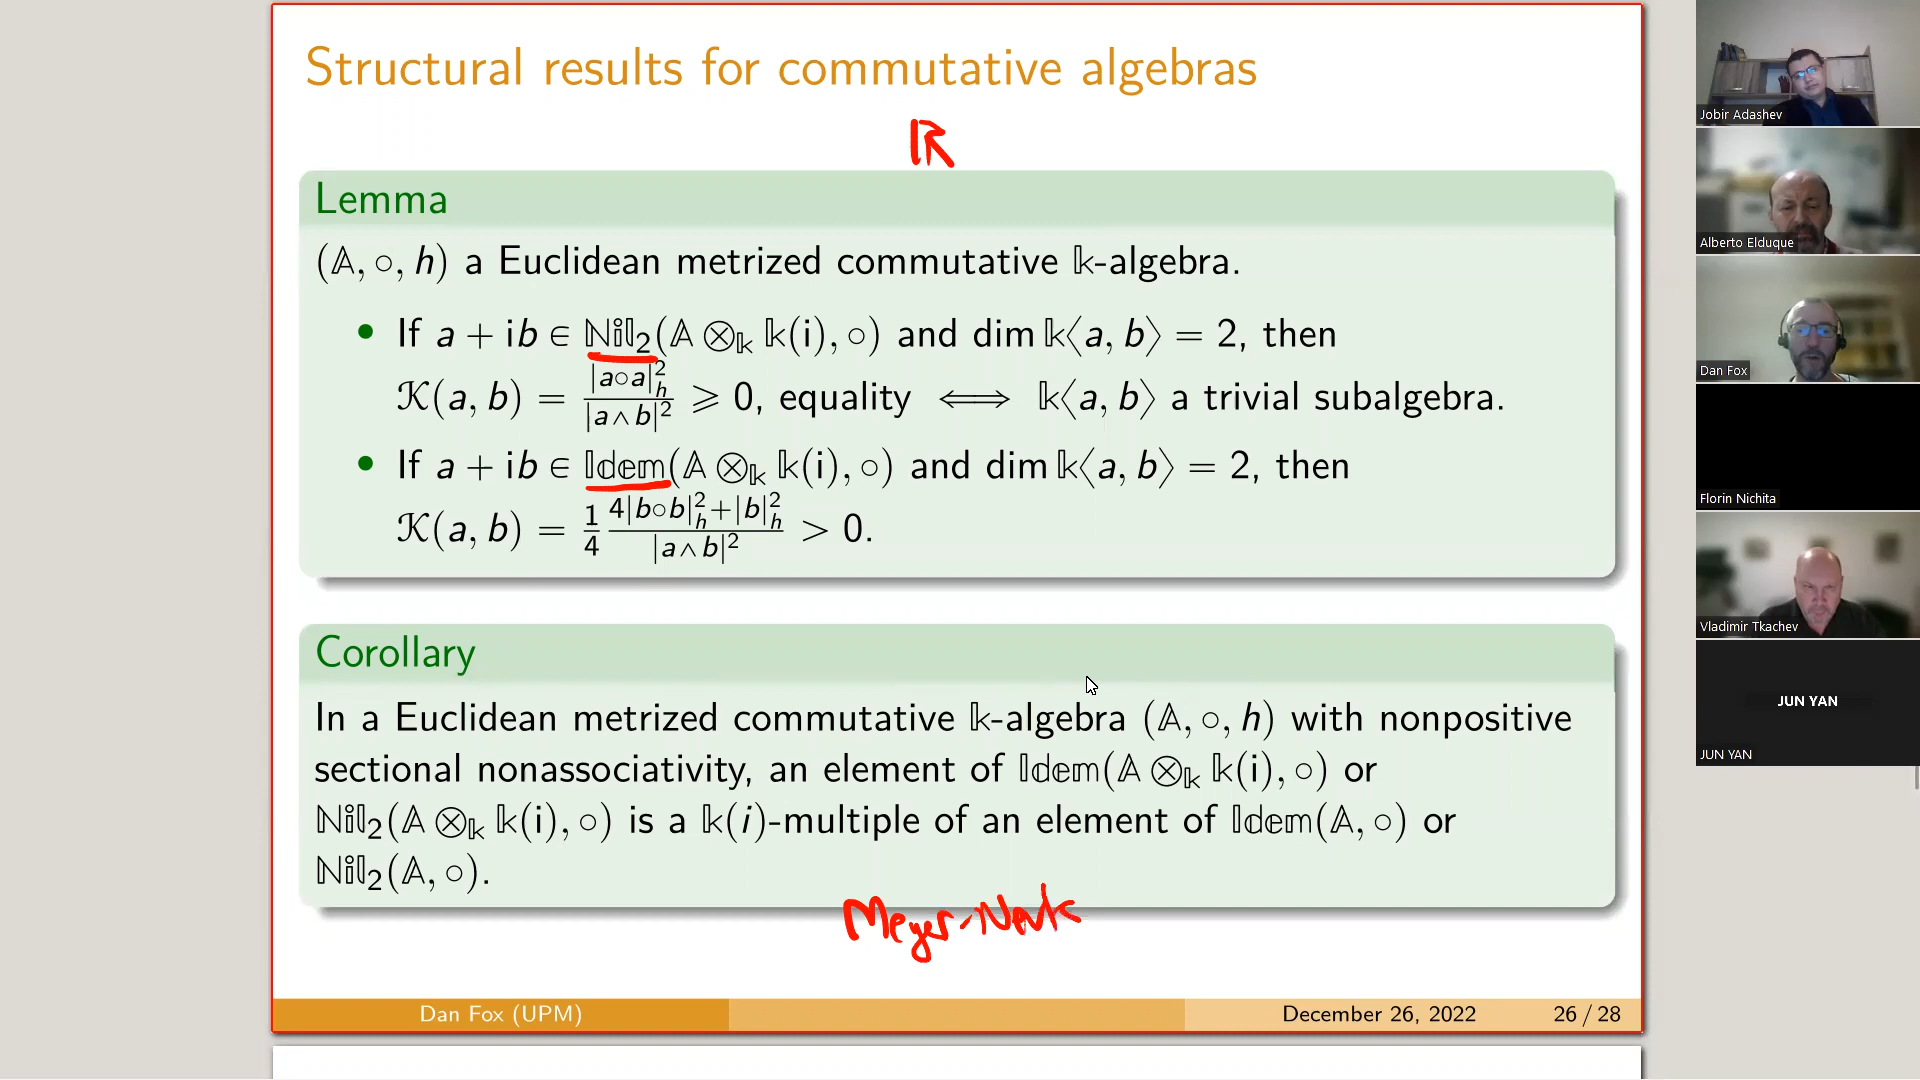 Structural results for commutative algebras
ℝ
Lemma
(𝔸, ∘, h) a Euclidean metrized commutative 𝕜-algebra.
• If a + ib ∈ ℕil₂(𝔸 ⊗_𝕜 𝕜(i), ∘) and dim 𝕜⟨a, b⟩ = 2, then
𝒦(a, b) = |a∘a|²_h / |a∧b|² ⩾ 0, equality ⟺ 𝕜⟨a, b⟩ a trivial subalgebra.
• If a + ib ∈ 𝕀dem(𝔸 ⊗_𝕜 𝕜(i), ∘) and dim 𝕜⟨a, b⟩ = 2, then
𝒦(a, b) = 1/4 (4|b∘b|²_h+|b|²_h) / |a∧b|² > 0.
Corollary
In a Euclidean metrized commutative 𝕜-algebra (𝔸, ∘, h) with nonpositive
sectional nonassociativity, an element of 𝕀dem(𝔸 ⊗_𝕜 𝕜(i), ∘) or
ℕil₂(𝔸 ⊗_𝕜 𝕜(i), ∘) is a 𝕜(i)-multiple of an element of 𝕀dem(𝔸, ∘) or
ℕil₂(𝔸, ∘).
Dan Fox (UPM)
December 26, 2022
26 / 28
Jobir Adashev
Alberto Elduque
Dan Fox
Florin Nichita
Vladimir Tkachev
JUN YAN
JUN YAN